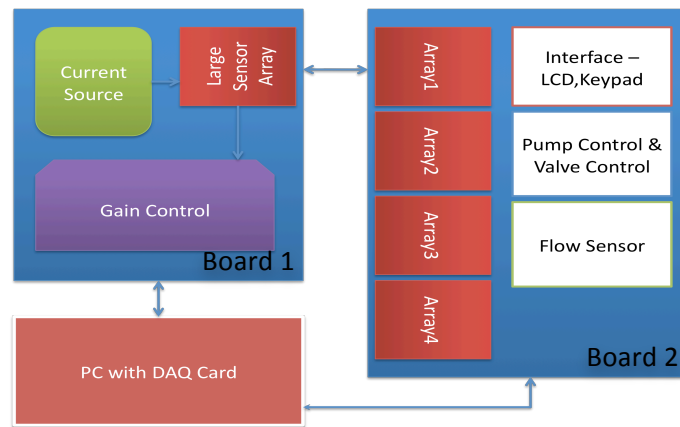 Current
Source
Large
Sensor
Array
Gain Control
Board 1
PC with DAQ Card
Array1
Array2
Array3
Array4
Interface –
LCD,Keypad
Pump Control &
Valve Control
Flow Sensor
Board 2